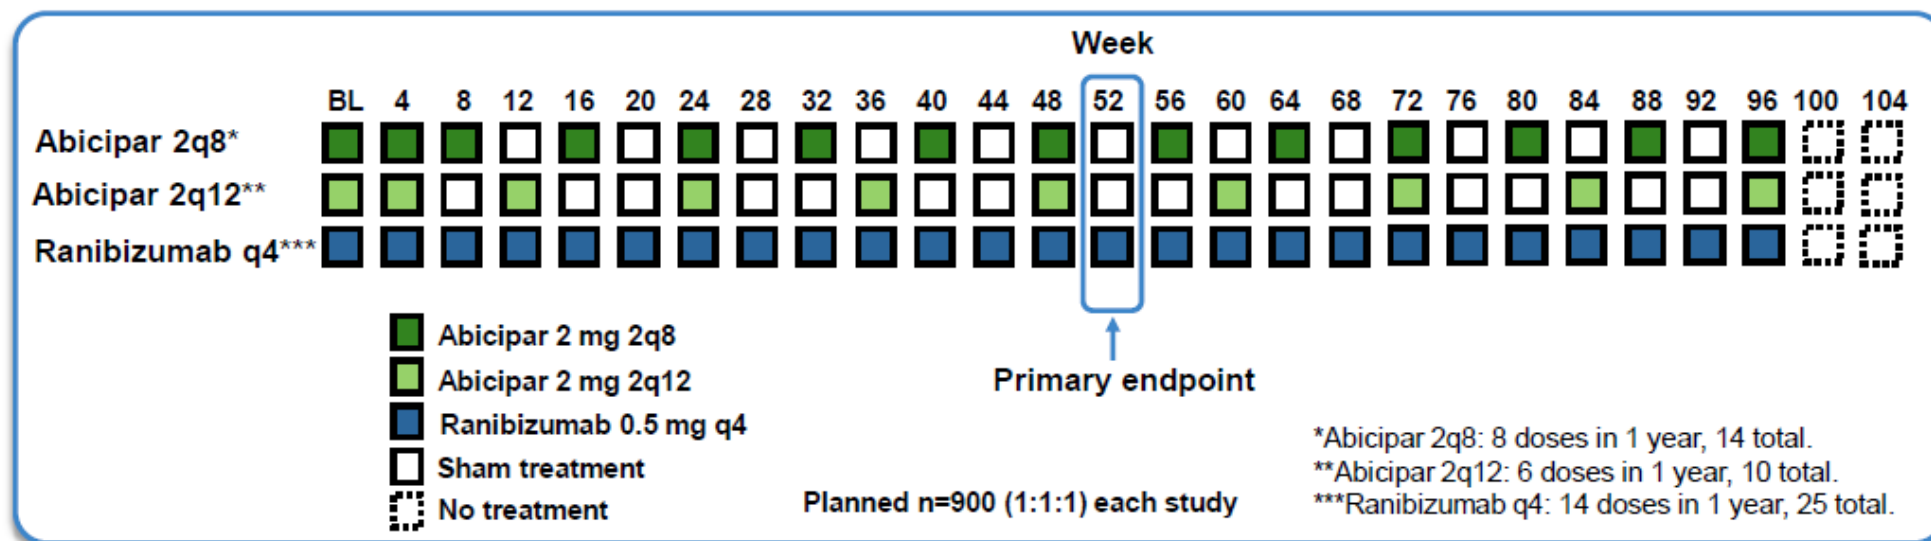 Week
BL 4 8 12 16 20 24 28 32 36 40 44 48 52 56 60 64 68 72 76 80 84 88 92 96 100 104
Abicipar 2q8*
Abicipar 2q12**
Ranibizumab q4***
Abicipar 2 mg 2q8
Abicipar 2 mg 2q12
Ranibizumab 0.5 mg q4
Sham treatment
No treatment
Primary endpoint
Planned n=900 (1:1:1) each study
*Abicipar 2q8: 8 doses in 1 year, 14 total.
**Abicipar 2q12: 6 doses in 1 year, 10 total.
***Ranibizumab q4: 14 doses in 1 year, 25 total.